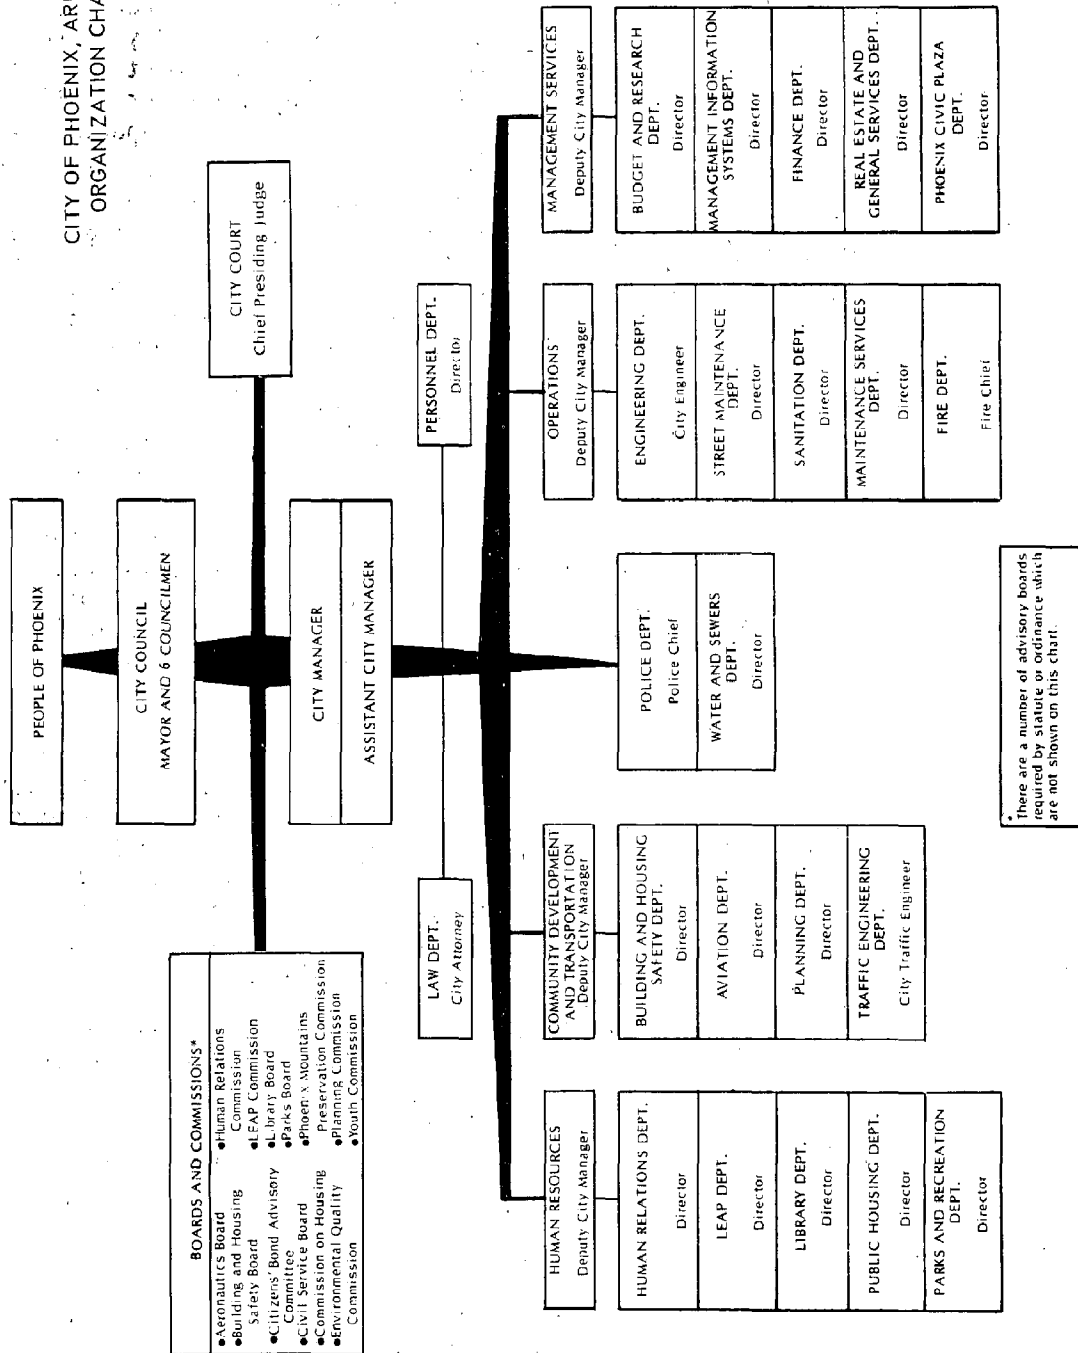 CITY OF PHOENIX,
ORGANIZATION
PEOPLE OF PHOENIX
CITY COUNCIL
MAYOR AND 6 COUNCILMEN
CITY COURT
Chief Presiding Judge
BOARDS AND COMMISSIONS*
●Aeronautics Board
●Building and Housing
Safety Board
●Citizens' Bond Advisory
Committee
●Civil Service Board
●Commission on Housing
●Environmental Quality
Commission
●Human Relations
Commission
●LEAP Commission
●Library Board
●Parks Board
●Phoenix Mountains
Preservation Commission
●Planning Commission
●Youth Commission
CITY MANAGER
ASSISTANT CITY MANAGER
LAW DEPT.
City Attorney
PERSONNEL DEPT.
Director
HUMAN RESOURCES
Deputy City Manager
HUMAN RELATIONS DEPT.
Director
LEAP DEPT.
Director
LIBRARY DEPT.
Director
PUBLIC HOUSING DEPT.
Director
PARKS AND RECREATION
DEPT.
Director
COMMUNITY DEVELOPMENT
AND TRANSPORTATION
Deputy City Manager
BUILDING AND HOUSING
SAFETY DEPT.
Director
AVIATION DEPT.
Director
PLANNING DEPT.
Director
TRAFFIC ENGINEERING
DEPT.
City Traffic Engineer
POLICE DEPT.
Police Chief
WATER AND SEWERS
DEPT.
Director
OPERATIONS
Deputy City Manager
ENGINEERING DEPT.
City Engineer
STREET MAINTENANCE
DEPT.
Director
SANITATION DEPT.
Director
MAINTENANCE SERVICES
DEPT.
Director
FIRE DEPT.
Fire Chief
MANAGEMENT SERVICES
Deputy City Manager
BUDGET AND RESEARCH
DEPT.
Director
MANAGEMENT INFORMATION
SYSTEMS DEPT.
Director
FINANCE DEPT.
Director
REAL ESTATE AND
GENERAL SERVICES DEPT.
Director
PHOENIX CIVIC PLAZA
DEPT.
Director
*
There are a number of advisory boards
required by statute or ordinance which
are not shown on this chart.